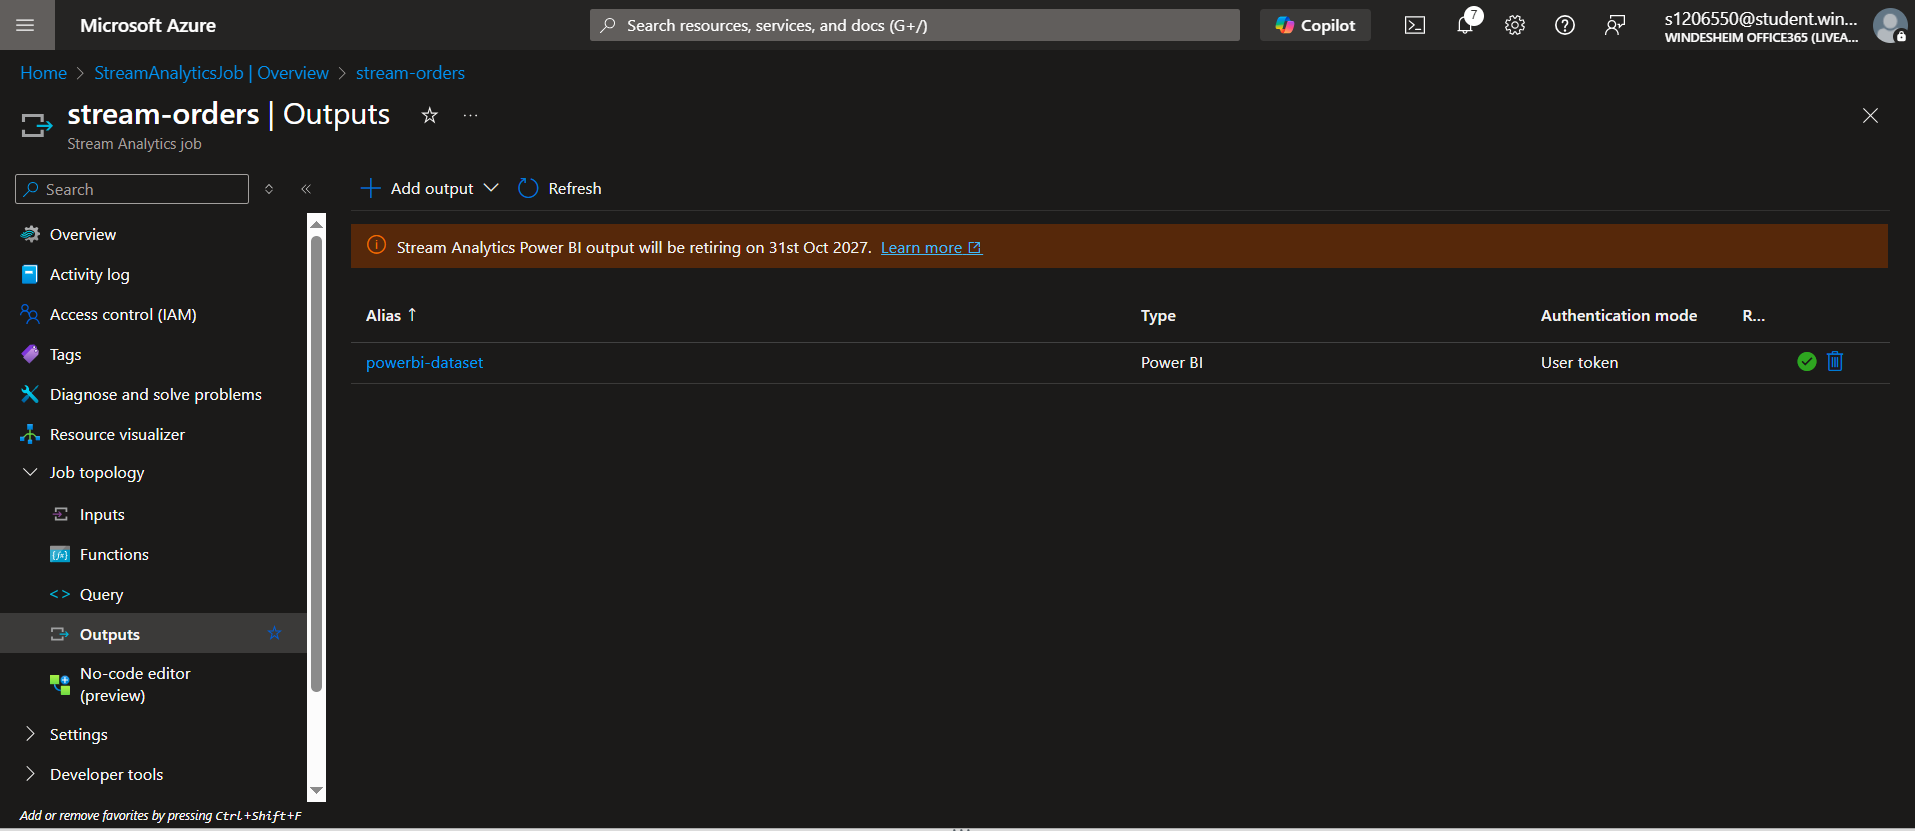 Microsoft Azure
Search resources, services, and docs (G+/)
Copilot
7
s1206550@student.win...
WINDESHEIM OFFICE365 (LIVEA...
Home > StreamAnalyticsJob | Overview > stream-orders
stream-orders | Outputs
...
Stream Analytics job
Search
Add output
Refresh
Overview
Activity log
Access control (IAM)
Tags
Diagnose and solve problems
Resource visualizer
Job topology
Inputs
Functions
Query
Outputs
No-code editor
(preview)
Settings
Developer tools
Add or remove favorites by pressing Ctrl+Shift+F
Stream Analytics Power BI output will be retiring on 31st Oct 2027. Learn more
Alias ↑ Type Authentication mode R...
powerbi-dataset Power BI User token